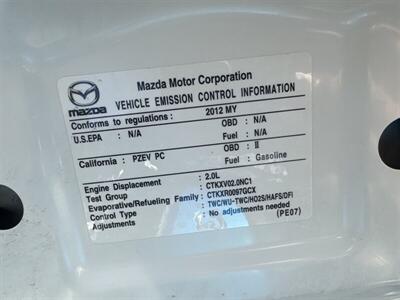 Mazda Motor Corporation
mazda VEHICLE EMISSION CONTROL INFORMATION
Conforms to regulations : 2012 MY
U.S.EPA : N/A OBD : N/A
Fuel : N/A
California : PZEV PC OBD : II
Fuel : Gasoline
Engine Displacement : 2.0L
Test Group : CTKXV02.0NC1
Evaporative/Refueling Family : CTKXR0097GCX
Control Type : TWC/WU-TWC/HO2S/HAFS/DFI
Adjustments : No adjustments needed
(PE07)